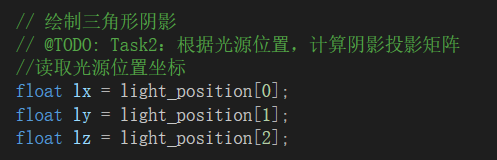 // 绘制三角形阴影
// @TODO: Task2：根据光源位置，计算阴影投影矩阵
//读取光源位置坐标
float lx = light_position[0];
float ly = light_position[1];
float lz = light_position[2];